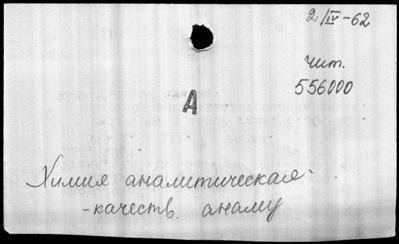 2/IV-62
чит.
556000
А
Химия аналитическая-
-качеств. анализ